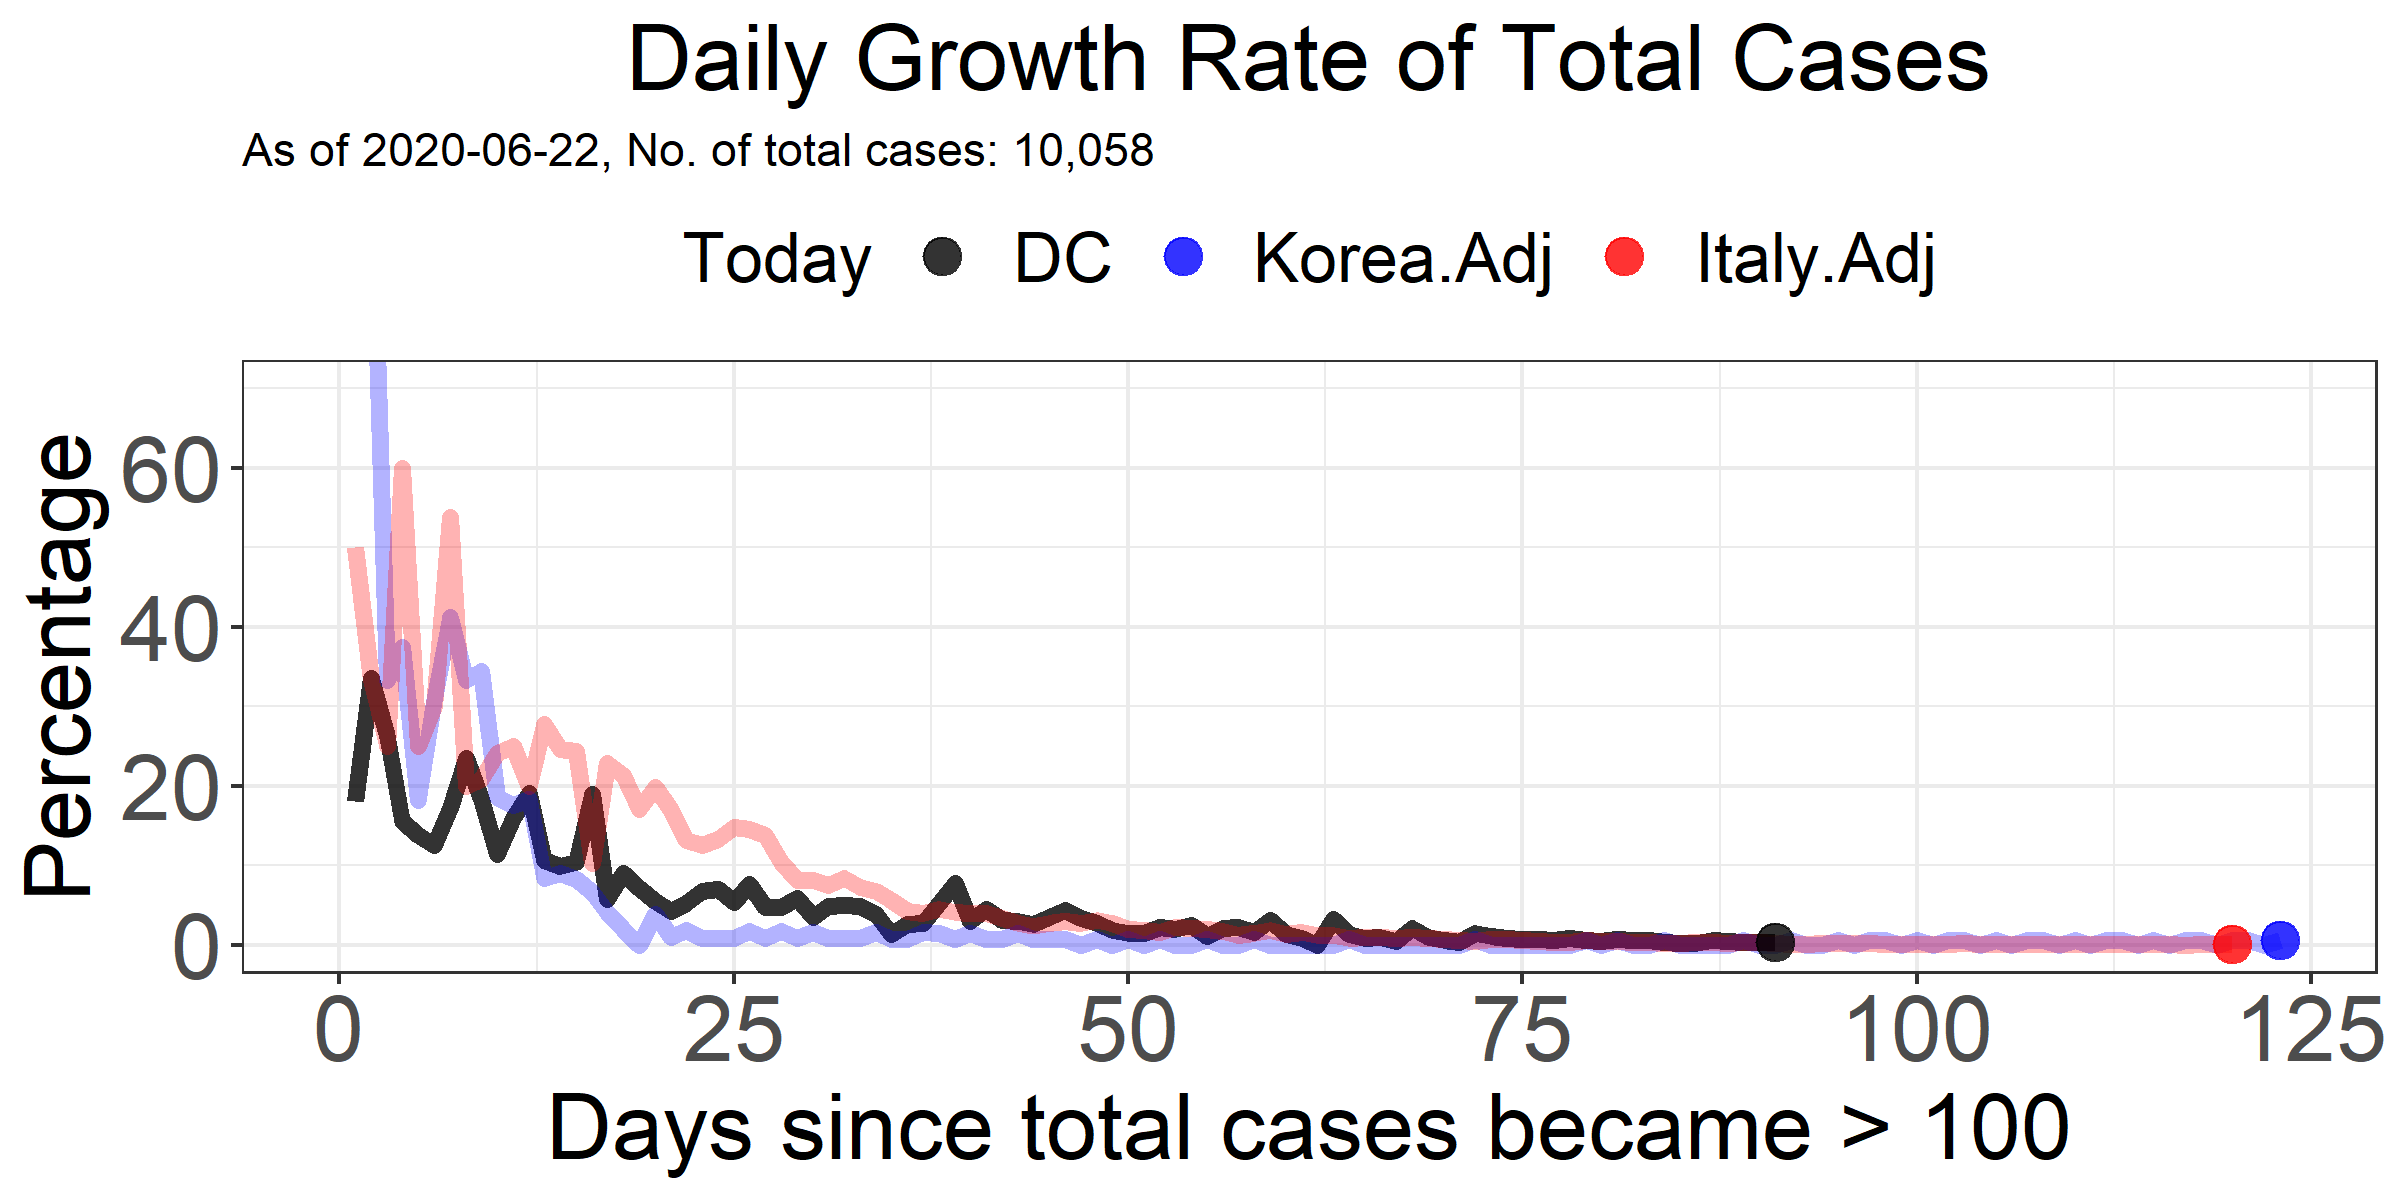 Daily Growth Rate of Total Cases
As of 2020-06-22, No. of total cases: 10,058
Today DC Korea.Adj Italy.Adj
Percentage
60
40
20
0
0 25 50 75 100 125
Days since total cases became > 100